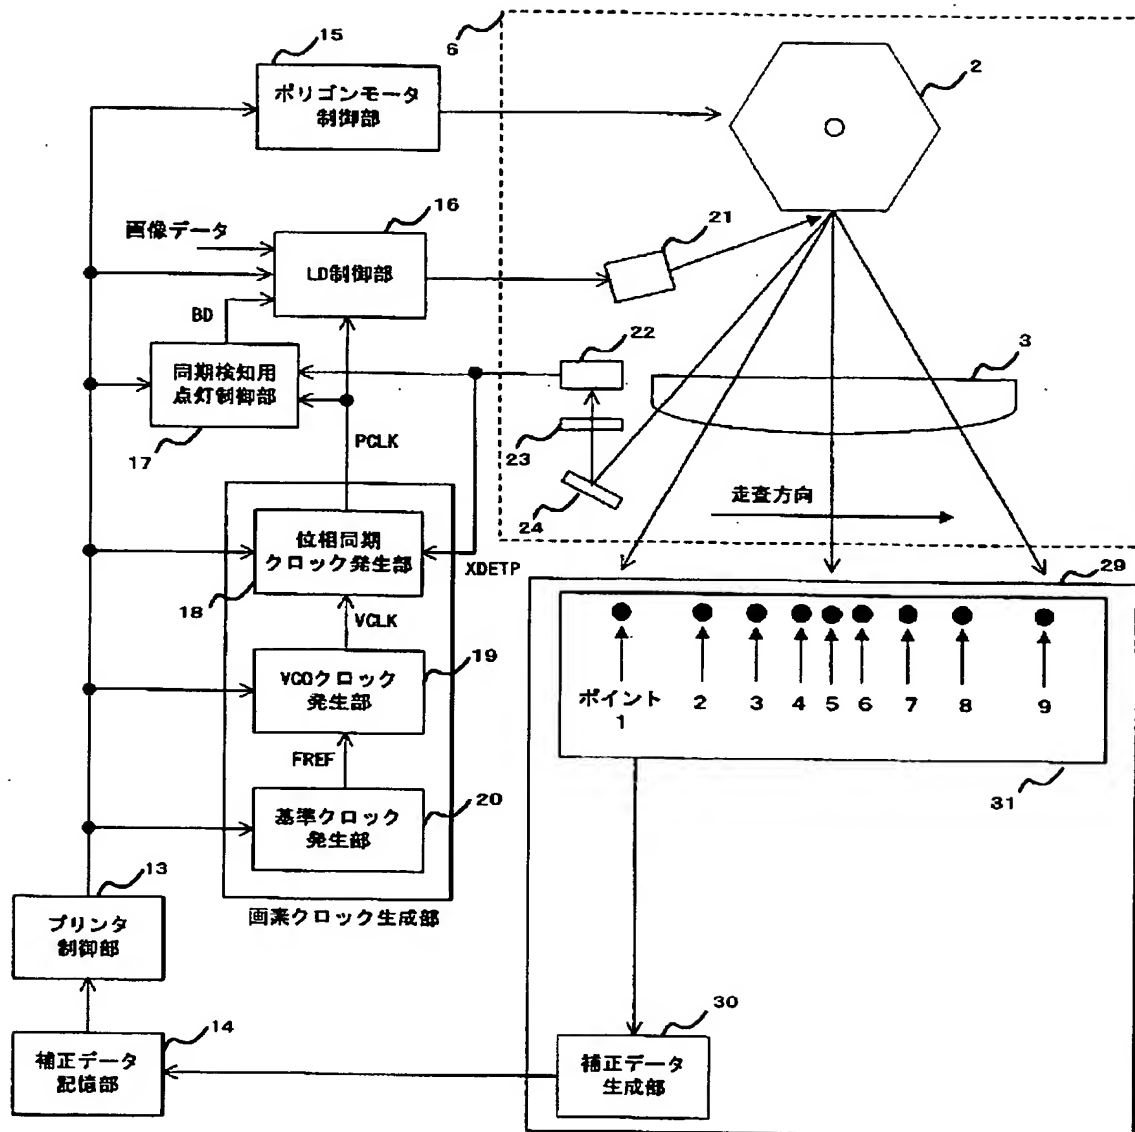 15
6
ポリゴンモータ
制御部
2
画像データ
16
LD制御部
21
BD
22
3
同期検知用
点灯制御部
17
PCLK
23
24
走査方向
位相同期
クロック発生部
18
XDETP
VCLK
29
VCOクロック
発生部
19
ポイント
1
2
3
4
5
6
7
8
9
FREF
基準クロック
発生部
20
31
画素クロック生成部
13
プリンタ
制御部
14
補正データ
記憶部
30
補正データ
生成部